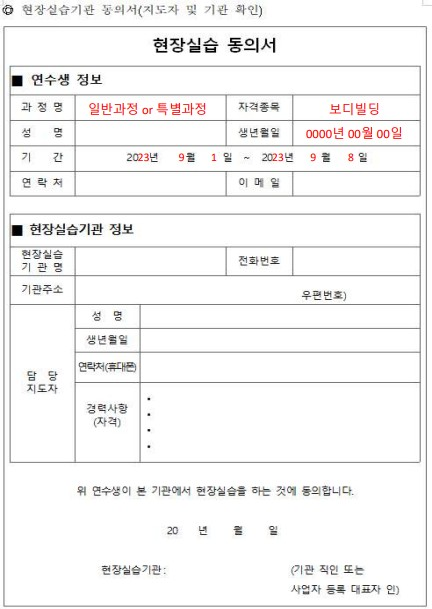 ◎ 현장실습기관 동의서(지도자 및 기관 확인)
현장실습 동의서
■ 연수생 정보
과 정 명 일반과정 or 특별과정 자격종목 보디빌딩
성 명 생년월일 0000년 00월 00일
기 간 2023년 9월 1 일 ~ 2023년 9 월 8 일
연 락 처 이 메 일
■ 현장실습기관 정보
현장실습
기 관 명 전화번호
기관주소 우편번호)
담 당
지도자
성 명
생년월일
연락처(휴대폰)
경력사항
(자격)
•
•
•
•
위 연수생이 본 기관에서 현장실습을 하는 것에 동의합니다.
20 년 월 일
현장실습기관 : (기관 직인 또는
사업자 등록 대표자 인)